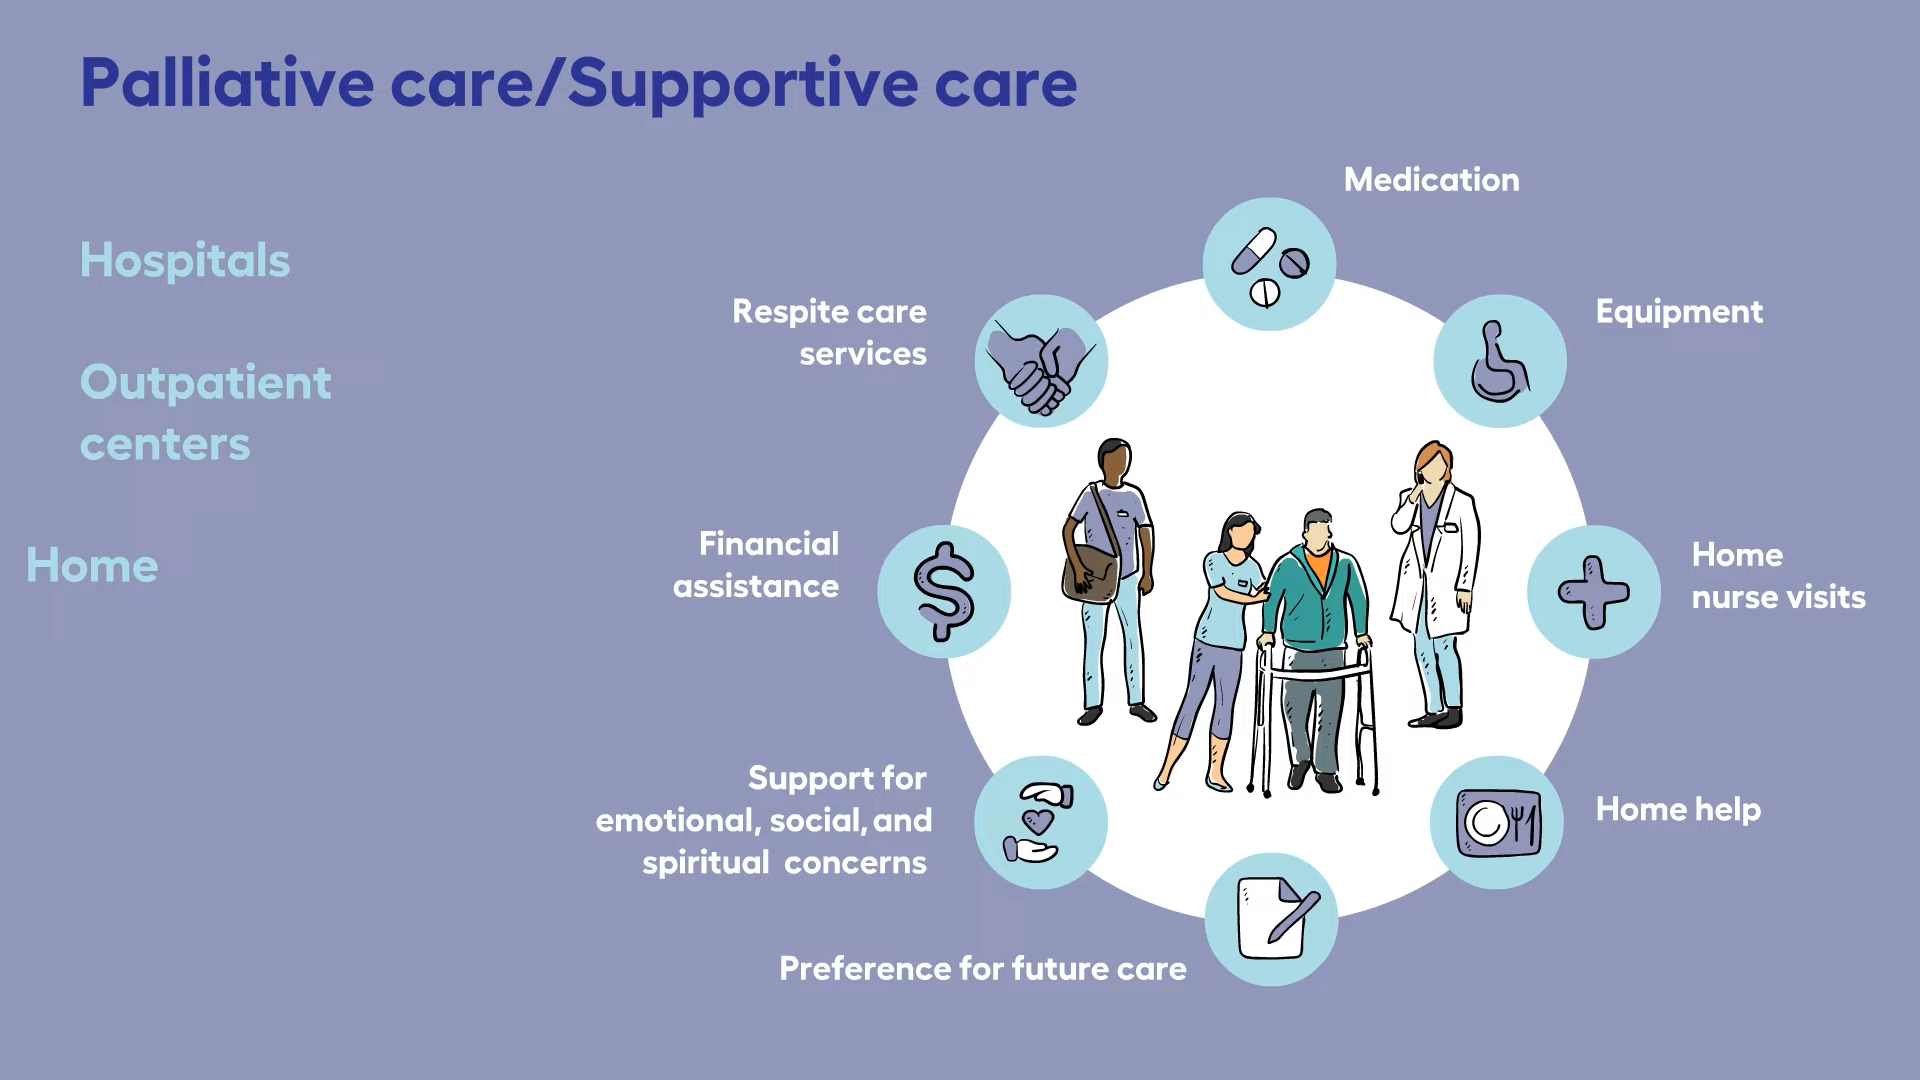 Palliative care/Supportive care
Hospitals
Outpatient
centers
Home
Medication
Equipment
Home
nurse visits
Home help
Preference for future care
Support for
emotional, social, and
spiritual concerns
Financial
assistance
Respite care
services